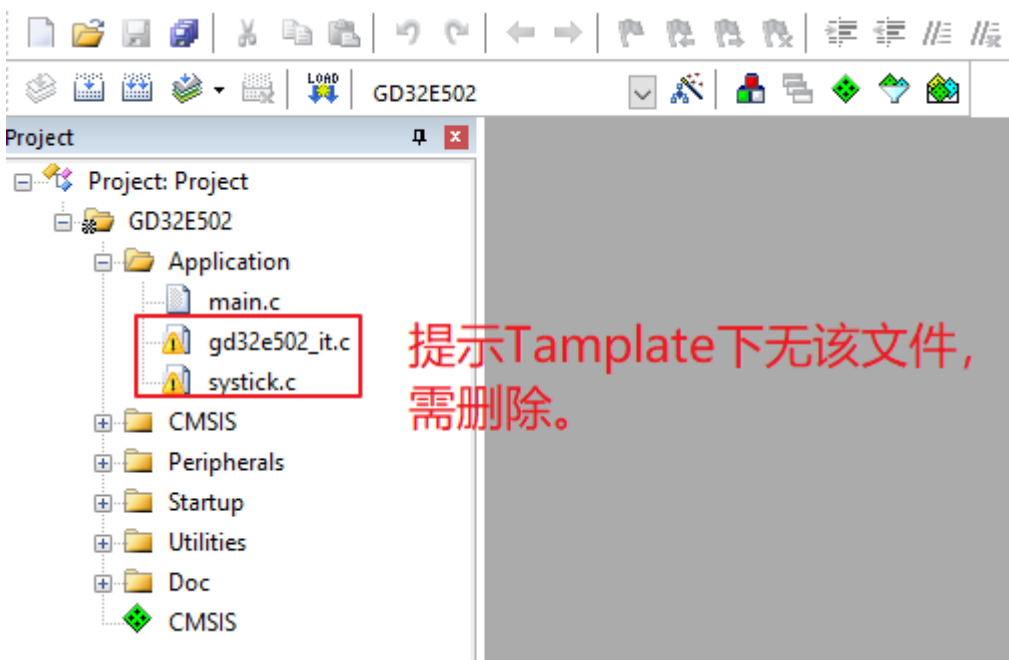 LOAD
GD32E502
Project
Project: Project
GD32E502
Application
main.c
gd32e502_it.c
systick.c
CMSIS
Peripherals
Startup
Utilities
Doc
CMSIS
提示Tamplate下无该文件，
需删除。